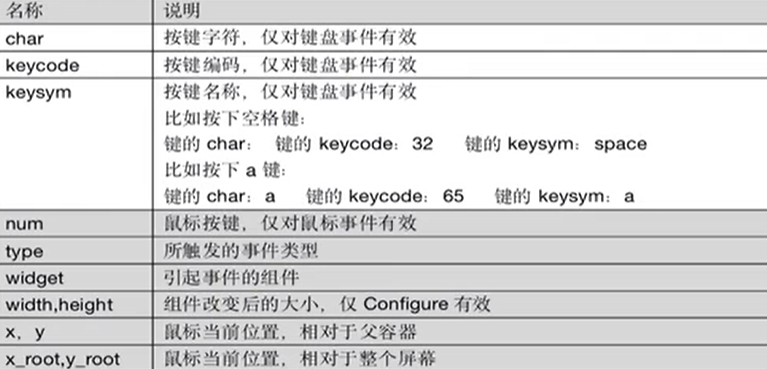 名称 说明
char 按键字符，仅对键盘事件有效
keycode 按键编码，仅对键盘事件有效
keysym 按键名称，仅对键盘事件有效
比如按下空格键：
键的 char： 键的 keycode：32 键的 keysym：space
比如按下 a 键：
键的 char：a 键的 keycode：65 键的 keysym：a
num 鼠标按键，仅对鼠标事件有效
type 所触发的事件类型
widget 引起事件的组件
width,height 组件改变后的大小，仅 Configure 有效
x，y 鼠标当前位置，相对于父容器
x_root,y_root 鼠标当前位置，相对于整个屏幕